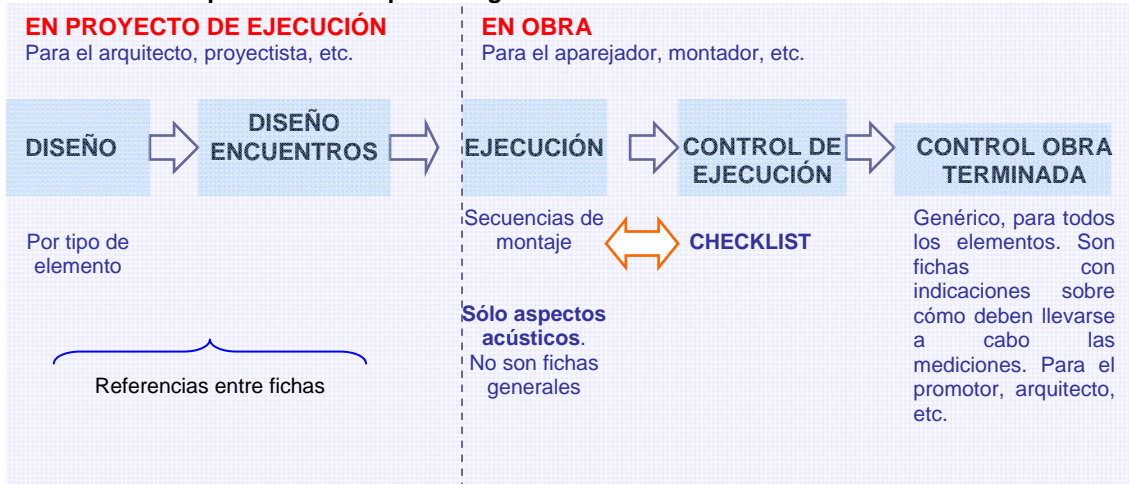 EN PROYECTO DE EJECUCIÓN
Para el arquitecto, proyectista, etc.
EN OBRA
Para el aparejador, montador, etc.
DISEÑO
DISEÑO
ENCUENTROS
EJECUCIÓN
CONTROL DE
EJECUCIÓN
CONTROL OBRA
TERMINADA
Por tipo de
elemento
Referencias entre fichas
Secuencias de
montaje
CHECKLIST
Sólo aspectos
acústicos.
No son fichas
generales
Genérico, para todos
los elementos. Son
fichas con
indicaciones sobre
cómo deben llevarse
a cabo las
mediciones. Para el
promotor, arquitecto,
etc.